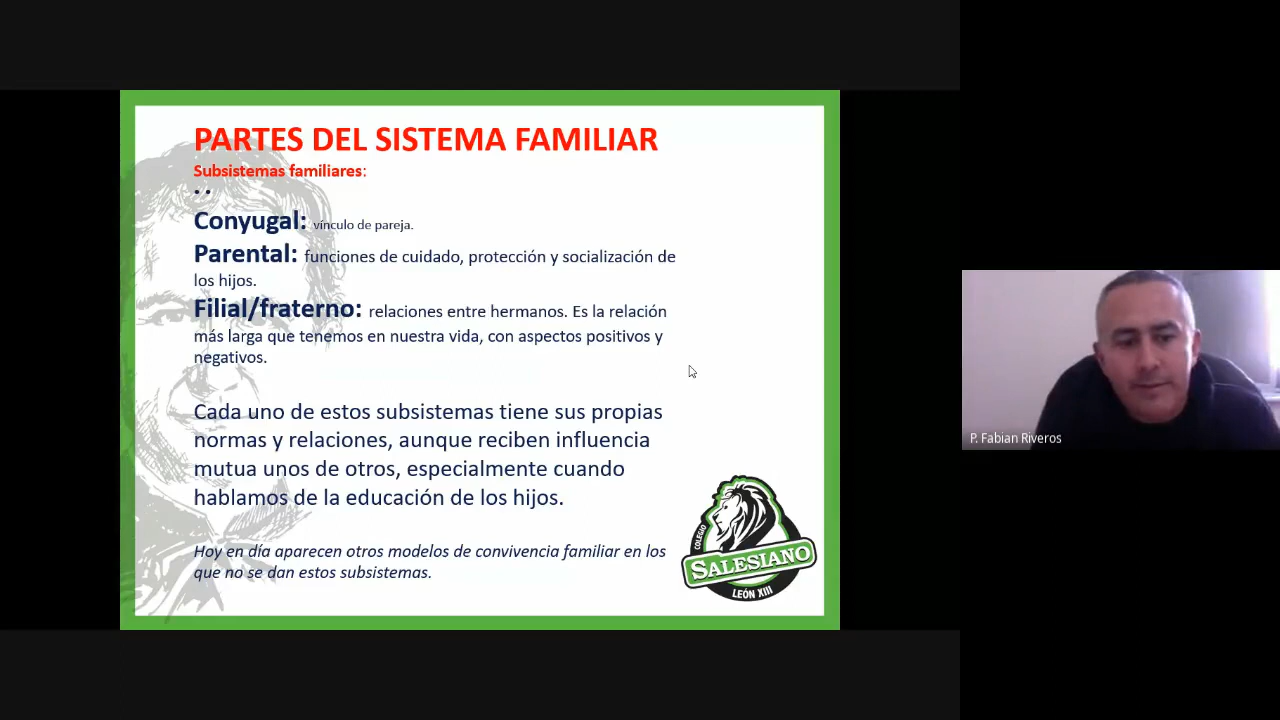 PARTES DEL SISTEMA FAMILIAR
Subsistemas familiares:
• •
Conyugal: vínculo de pareja.
Parental: funciones de cuidado, protección y socialización de
los hijos.
Filial/fraterno: relaciones entre hermanos. Es la relación
más larga que tenemos en nuestra vida, con aspectos positivos y
negativos.
Cada uno de estos subsistemas tiene sus propias
normas y relaciones, aunque reciben influencia
mutua unos de otros, especialmente cuando
hablamos de la educación de los hijos.
Hoy en día aparecen otros modelos de convivencia familiar en los
que no se dan estos subsistemas.
COLEGIO
SALESIANO
LEÓN XIII
P. Fabian Riveros